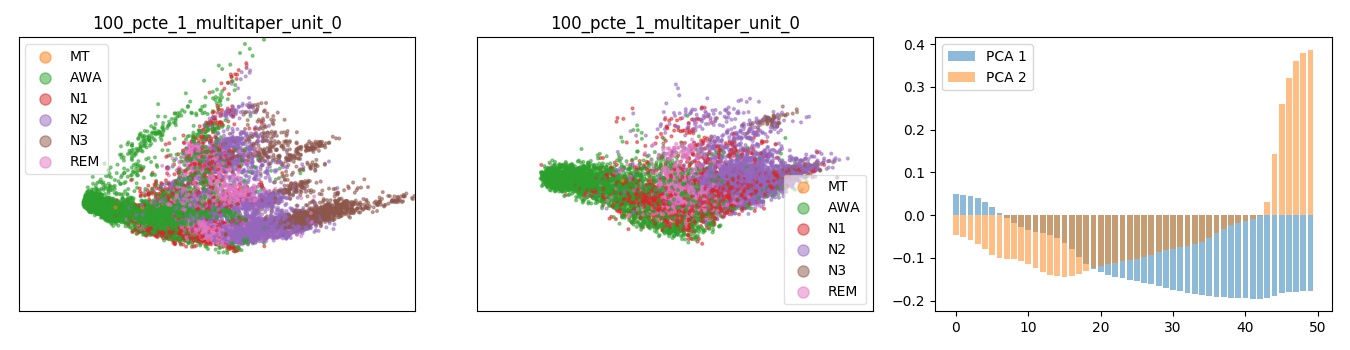 100_pcte_1_multitaper_unit_0
MT
AWA
N1
N2
N3
REM
100_pcte_1_multitaper_unit_0
MT
AWA
N1
N2
N3
REM
PCA 1
PCA 2
0.4
0.3
0.2
0.1
0.0
−0.1
−0.2
0 10 20 30 40 50